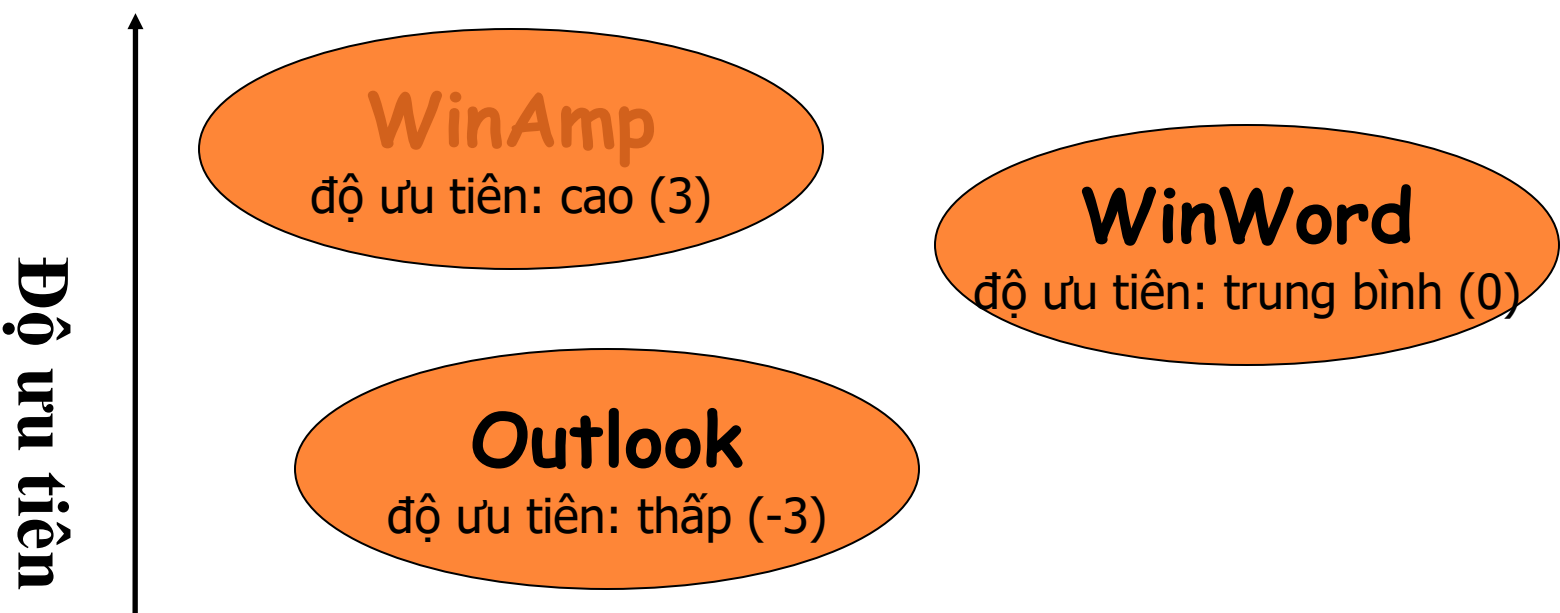 Độ ưu tiên
WinAmp
độ ưu tiên: cao (3)
WinWord
độ ưu tiên: trung bình (0)
Outlook
độ ưu tiên: thấp (-3)